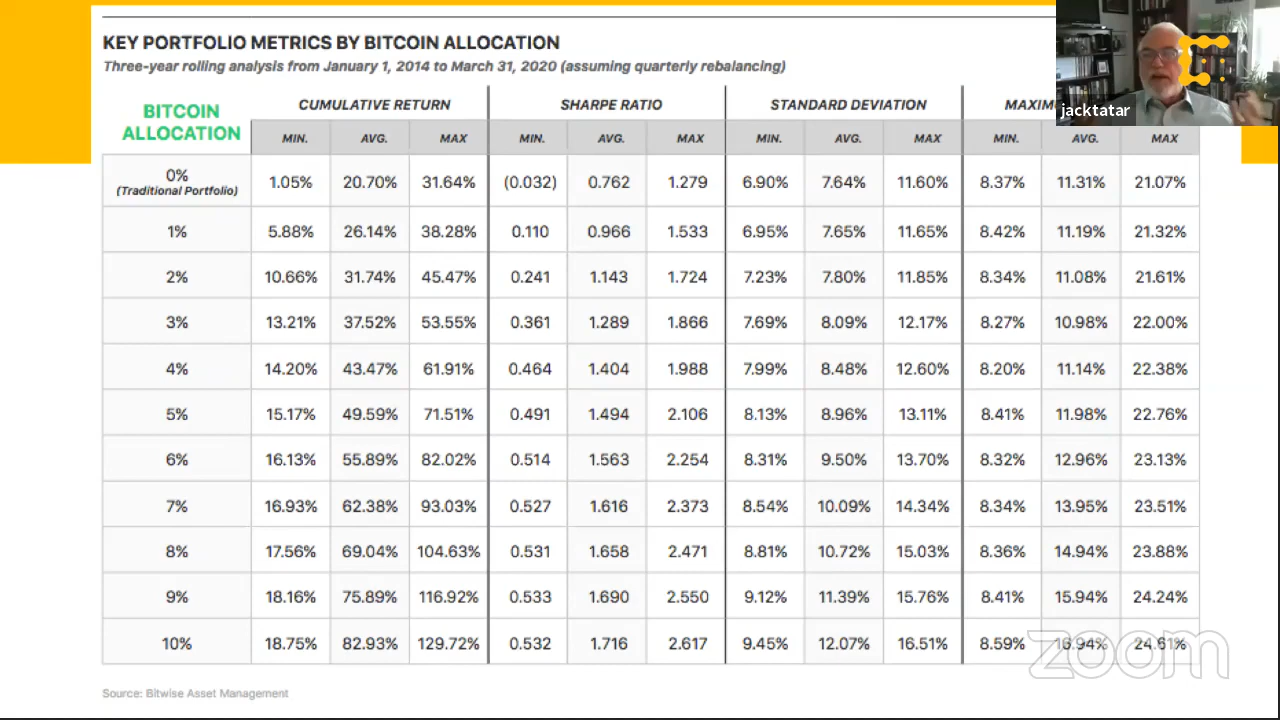 KEY PORTFOLIO METRICS BY BITCOIN ALLOCATION
Three-year rolling analysis from January 1, 2014 to March 31, 2020 (assuming quarterly rebalancing)
jacktatar
BITCOIN ALLOCATION CUMULATIVE RETURN SHARPE RATIO STANDARD DEVIATION
MIN. AVG. MAX MIN. AVG. MAX MIN. AVG. MAX MIN. AVG. MAX
0% (Traditional Portfolio) 1.05% 20.70% 31.64% (0.032) 0.762 1.279 6.90% 7.64% 11.60% 8.37% 11.31% 21.07%
1% 5.88% 26.14% 38.28% 0.110 0.966 1.533 6.95% 7.65% 11.65% 8.42% 11.19% 21.32%
2% 10.66% 31.74% 45.47% 0.241 1.143 1.724 7.23% 7.80% 11.85% 8.34% 11.08% 21.61%
3% 13.21% 37.52% 53.55% 0.361 1.289 1.866 7.69% 8.09% 12.17% 8.27% 10.98% 22.00%
4% 14.20% 43.47% 61.91% 0.464 1.404 1.988 7.99% 8.48% 12.60% 8.20% 11.14% 22.38%
5% 15.17% 49.59% 71.51% 0.491 1.494 2.106 8.13% 8.96% 13.11% 8.41% 11.98% 22.76%
6% 16.13% 55.89% 82.02% 0.514 1.563 2.254 8.31% 9.50% 13.70% 8.32% 12.96% 23.13%
7% 16.93% 62.38% 93.03% 0.527 1.616 2.373 8.54% 10.09% 14.34% 8.34% 13.95% 23.51%
8% 17.56% 69.04% 104.63% 0.531 1.658 2.471 8.81% 10.72% 15.03% 8.36% 14.94% 23.88%
9% 18.16% 75.89% 116.92% 0.533 1.690 2.550 9.12% 11.39% 15.76% 8.41% 15.94% 24.24%
10% 18.75% 82.93% 129.72% 0.532 1.716 2.617 9.45% 12.07% 16.51% 8.59% 16.94% 24.61%
zoom
Source: Bitwise Asset Management